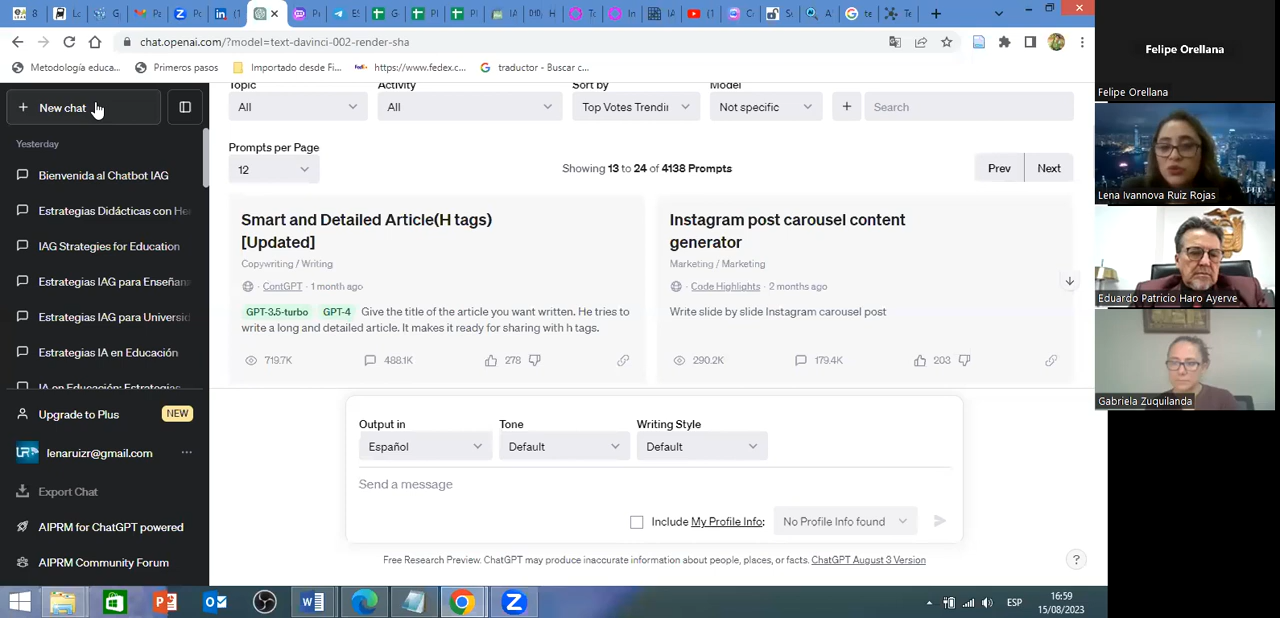 chat.openai.com/?model=text-davinci-002-render-sha
Metodología educa...
Primeros pasos
Importado desde Fi...
https://www.fedex.c...
traductor - Buscar c...
Felipe Orellana
Felipe Orellana
Lena Ivannova Ruiz Rojas
Eduardo Patricio Haro Ayerve
Gabriela Zuquilanda
New chat
Yesterday
Bienvenida al Chatbot IAG
Estrategias Didácticas con He
IAG Strategies for Education
Estrategias IAG para Enseñan
Estrategias IAG para Universid
Estrategias IA en Educación
IA en Educación: Estrategias
Upgrade to Plus
NEW
lenaruizr@gmail.com
Export Chat
AIPRM for ChatGPT powered
AIPRM Community Forum
Topic
Activity
Sort by
Model
All
All
Top Votes Trendi
Not specific
Search
Prompts per Page
12
Showing 13 to 24 of 4138 Prompts
Prev
Next
Smart and Detailed Article(H tags)
[Updated]
Copywriting / Writing
ContGPT · 1 month ago
GPT-3.5-turbo GPT-4 Give the title of the article you want written. He tries to
write a long and detailed article. It makes it ready for sharing with h tags.
719.7K
488.1K
278
Instagram post carousel content
generator
Marketing / Marketing
Code Highlights · 2 months ago
Write slide by slide Instagram carousel post
290.2K
179.4K
203
Output in
Tone
Writing Style
Español
Default
Default
Send a message
Include My Profile Info:
No Profile Info found
Free Research Preview. ChatGPT may produce inaccurate information about people, places, or facts. ChatGPT August 3 Version
?
ESP
16:59
15/08/2023